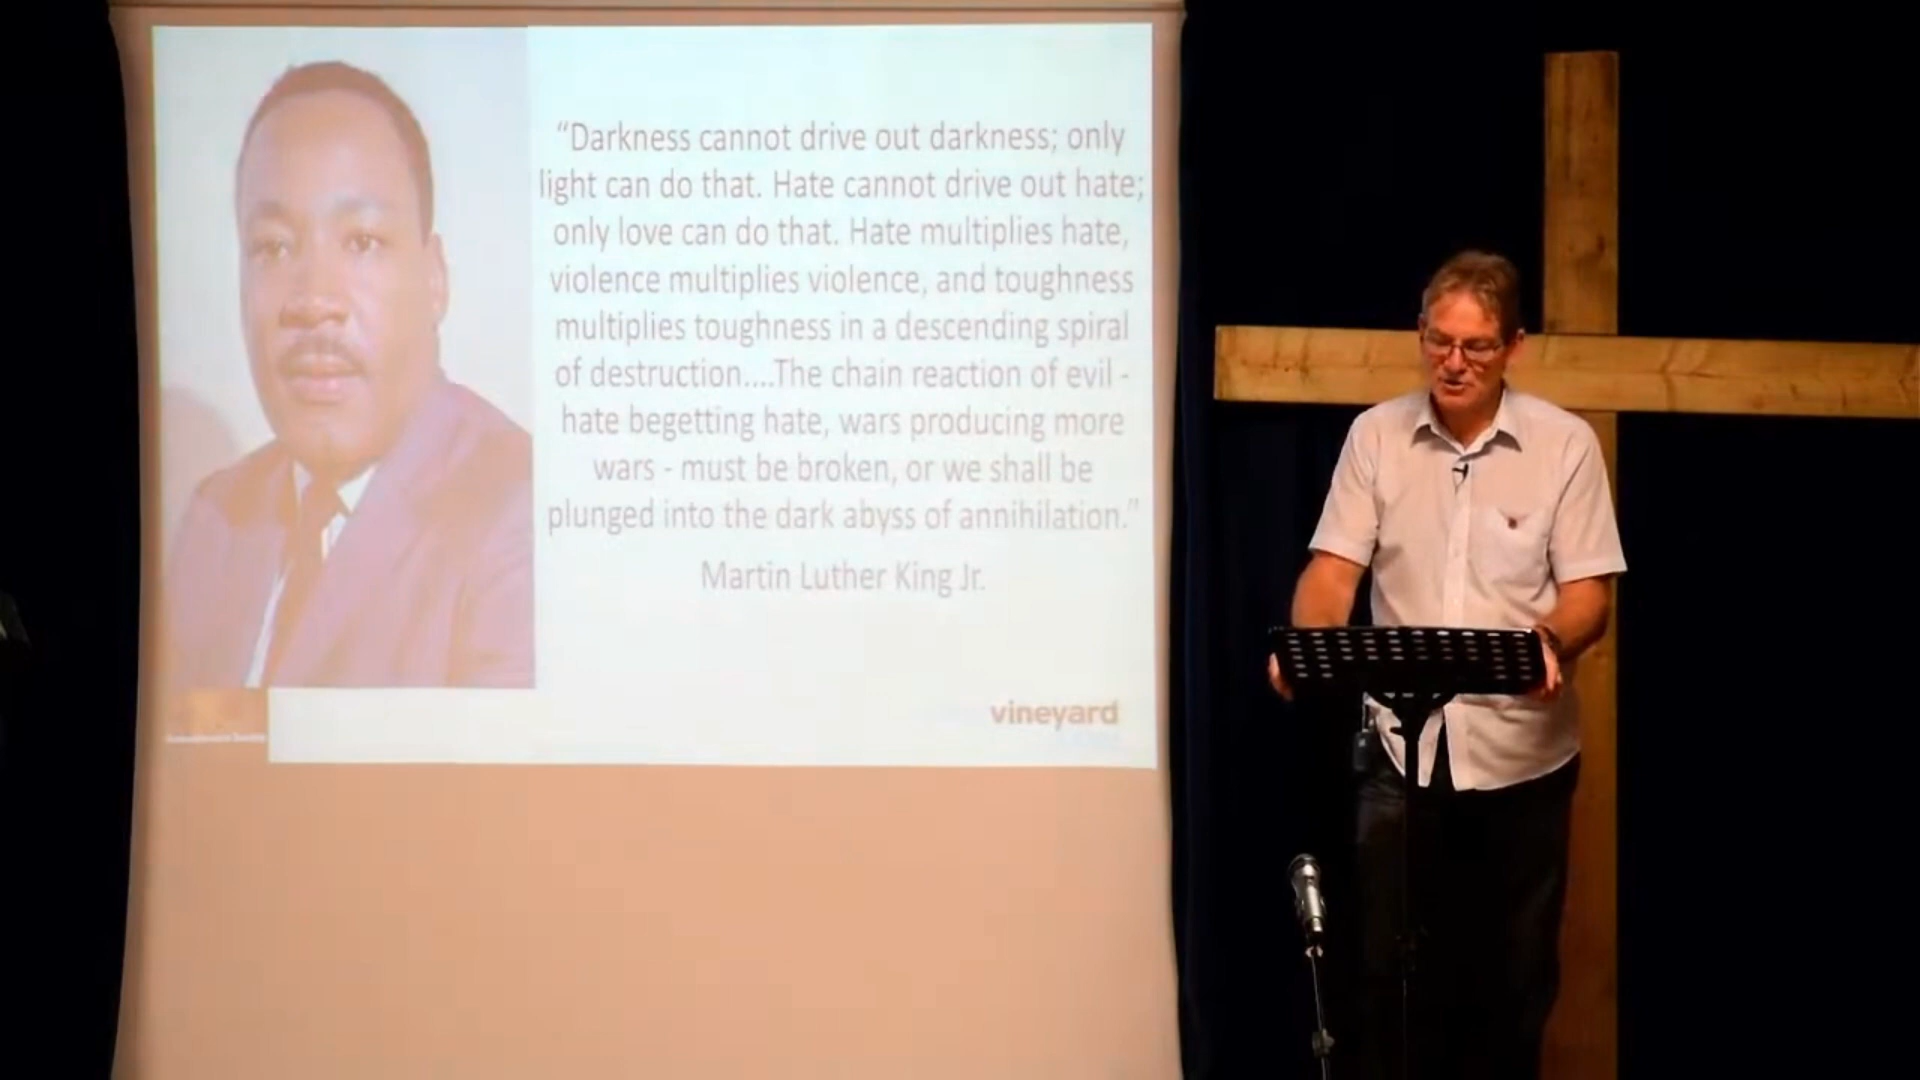 “Darkness cannot drive out darkness; only
light can do that. Hate cannot drive out hate;
only love can do that. Hate multiplies hate,
violence multiplies violence, and toughness
multiplies toughness in a descending spiral
of destruction....The chain reaction of evil -
hate begetting hate, wars producing more
wars - must be broken, or we shall be
plunged into the dark abyss of annihilation.”
Martin Luther King Jr.
vineyard